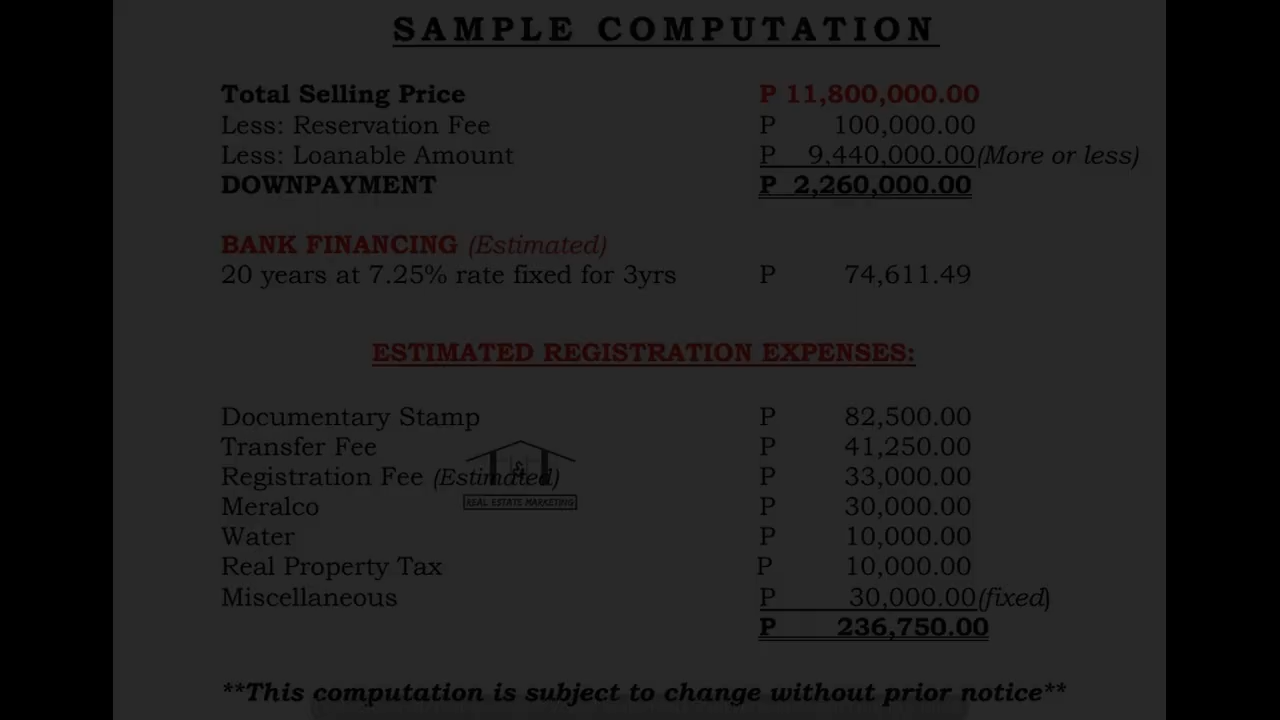 SAMPLE COMPUTATION
Total Selling Price P 11,800,000.00
Less: Reservation Fee P 100,000.00
Less: Loanable Amount P 9,440,000.00(More or less)
DOWNPAYMENT P 2,260,000.00
BANK FINANCING (Estimated)
20 years at 7.25% rate fixed for 3yrs P 74,611.49
ESTIMATED REGISTRATION EXPENSES:
Documentary Stamp P 82,500.00
Transfer Fee P 41,250.00
Registration Fee (Estimated) P 33,000.00
REAL ESTATE MARKETING
Meralco P 30,000.00
Water P 10,000.00
Real Property Tax P 10,000.00
Miscellaneous P 30,000.00(fixed)
P 236,750.00
**This computation is subject to change without prior notice**